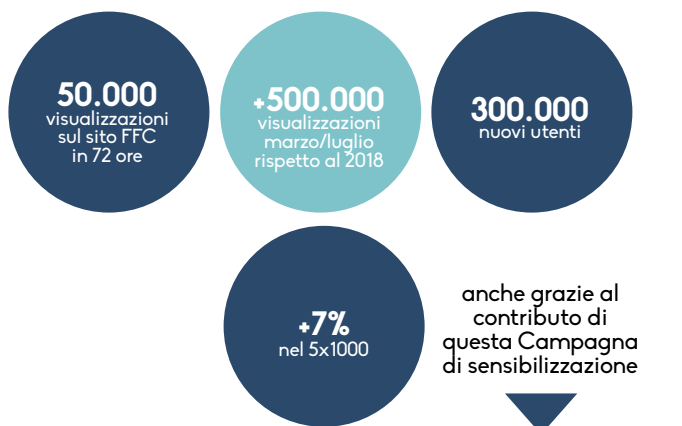 50.000
visualizzazioni
sul sito FFC
in 72 ore
+500.000
visualizzazioni
marzo/luglio
rispetto al 2018
300.000
nuovi utenti
+7%
nel 5x1000
anche grazie al
contributo di
questa Campagna
di sensibilizzazione